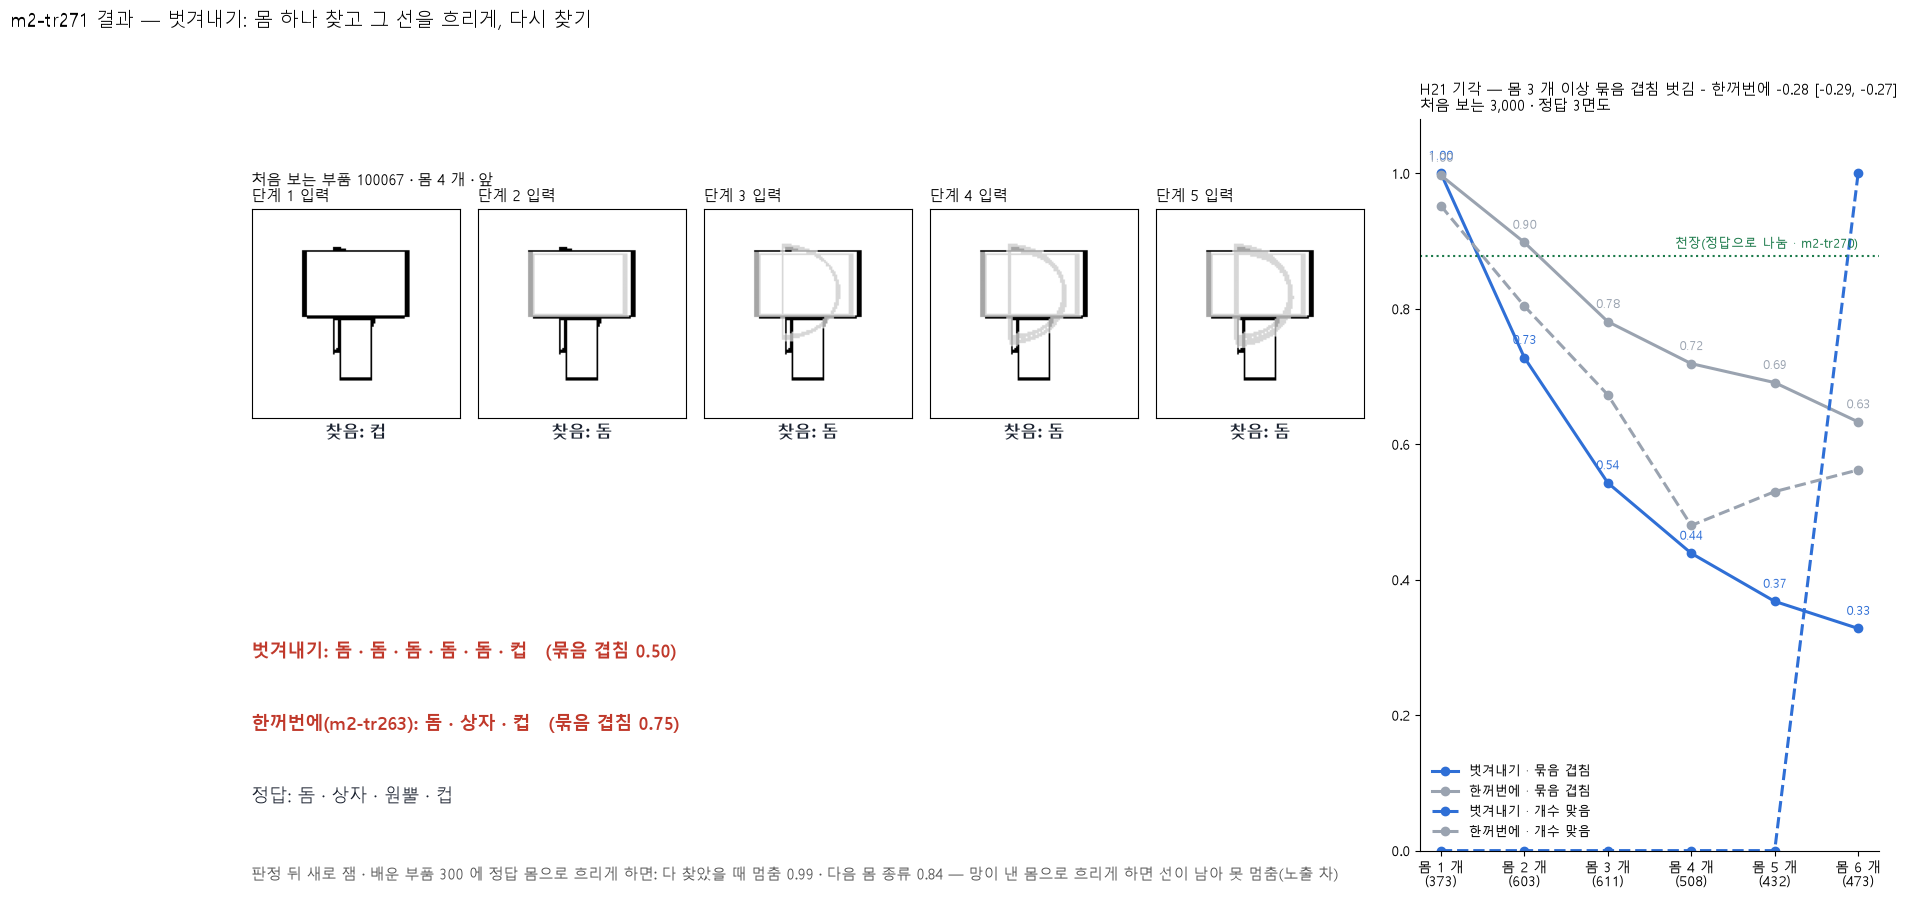 m2-tr271 결과 — 벗겨내기: 몸 하나 찾고 그 선을 흐리게, 다시 찾기
처음 보는 부품 100067 · 몸 4 개 · 앞
단계 1 입력
단계 2 입력
단계 3 입력
단계 4 입력
단계 5 입력
찾음: 컵
찾음: 돔
찾음: 돔
찾음: 돔
찾음: 돔
벗겨내기: 돔 · 돔 · 돔 · 돔 · 돔 · 컵 (묶음 겹침 0.50)
한꺼번에(m2-tr263): 돔 · 상자 · 컵 (묶음 겹침 0.75)
정답: 돔 · 상자 · 원뿔 · 컵
판정 뒤 새로 잼 · 배운 부품 300 에 정답 몸으로 흐리게 하면: 다 찾았을 때 멈춤 0.99 · 다음 몸 종류 0.84 — 망이 낸 몸으로 흐리게 하면 선이 남아 못 멈춤(노출 차)
H21 기각 — 몸 3 개 이상 묶음 겹침 벗김 - 한꺼번에 -0.28 [-0.29, -0.27]
처음 보는 3,000 · 정답 3면도
천장(정답으로 나눔 · m2-tr270)
1.0
0.8
0.6
0.4
0.2
0.0
1.00
0.90
0.78
0.72
0.69
0.63
1.00
0.73
0.54
0.44
0.37
0.33
벗겨내기 · 묶음 겹침
한꺼번에 · 묶음 겹침
벗겨내기 · 개수 맞음
한꺼번에 · 개수 맞음
몸 1 개
(373)
몸 2 개
(603)
몸 3 개
(611)
몸 4 개
(508)
몸 5 개
(432)
몸 6 개
(473)